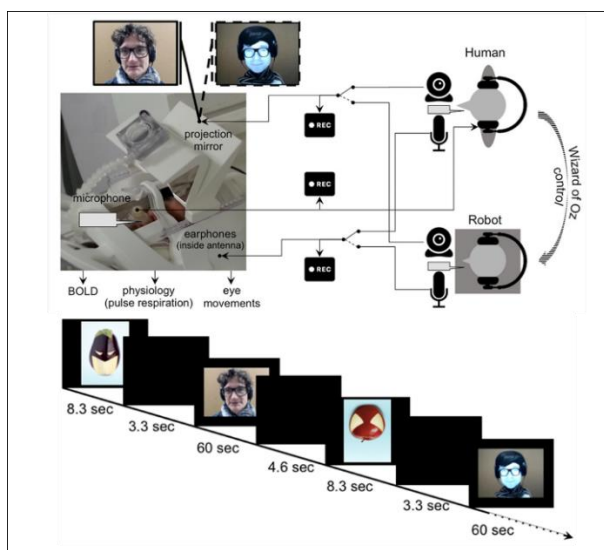 Human
projection
mirror
REC
microphone
REC
earphones
(inside antenna)
REC
Robot
Wizard of Oz
control
BOLD
physiology
(pulse respiration)
eye
movements
8.3 sec
3.3 sec
60 sec
4.6 sec
8.3 sec
3.3 sec
60 sec